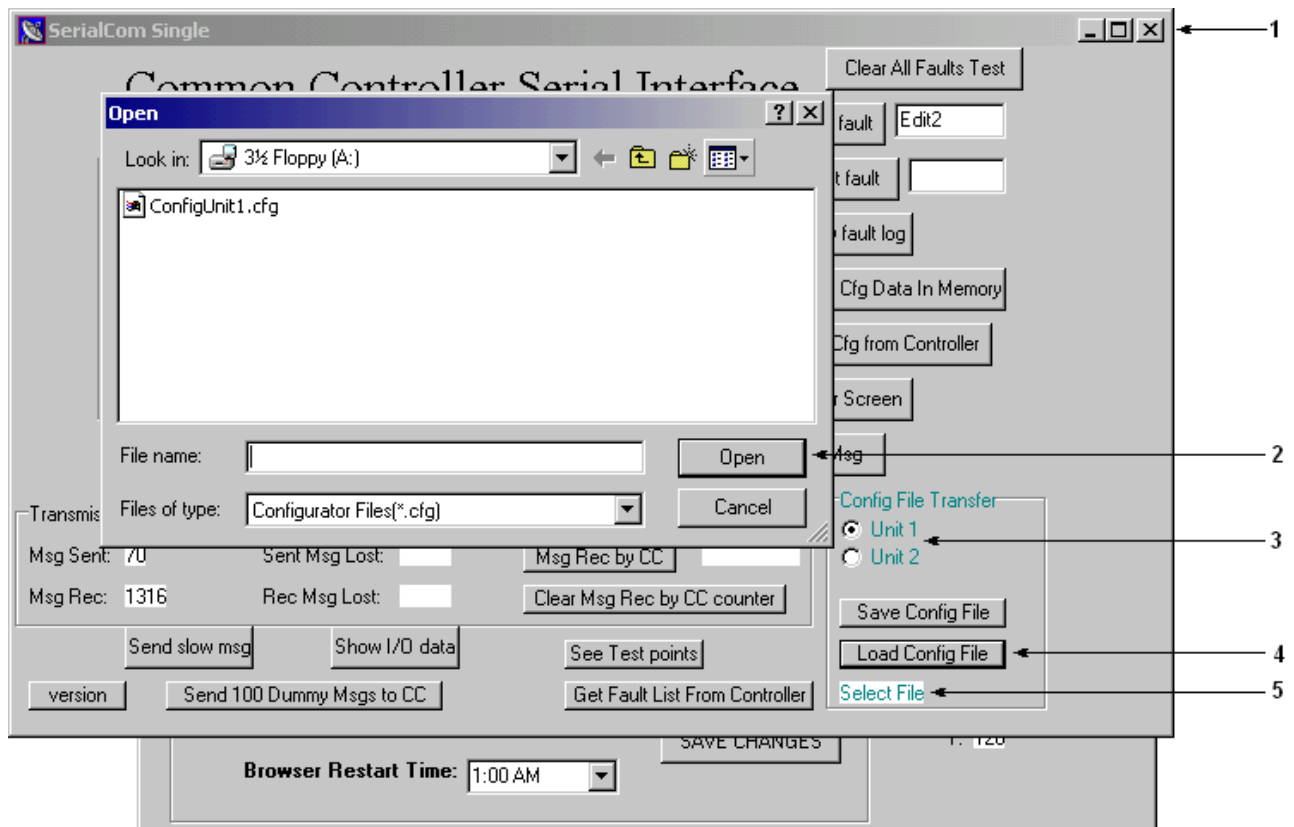 SerialCom Single
1
Common Controller Serial Interface
Clear All Faults Test
Open
fault
Edit2
Look in:
3½ Floppy (A:)
t fault
ConfigUnit1.cfg
fault log
Cfg Data In Memory
Cfg from Controller
r Screen
File name:
Open
Msg
2
Files of type:
Configurator Files(*.cfg)
Cancel
Config File Transfer
Transmis
Unit 1
3
Msg Sent:
70
Sent Msg Lost:
Msg Rec by CC
Unit 2
Msg Rec:
1316
Rec Msg Lost:
Clear Msg Rec by CC counter
Save Config File
Send slow msg
Show I/O data
See Test points
Load Config File
4
version
Send 100 Dummy Msgs to CC
Get Fault List From Controller
Select File
5
SAVE CHANGES
Browser Restart Time:
1:00 AM